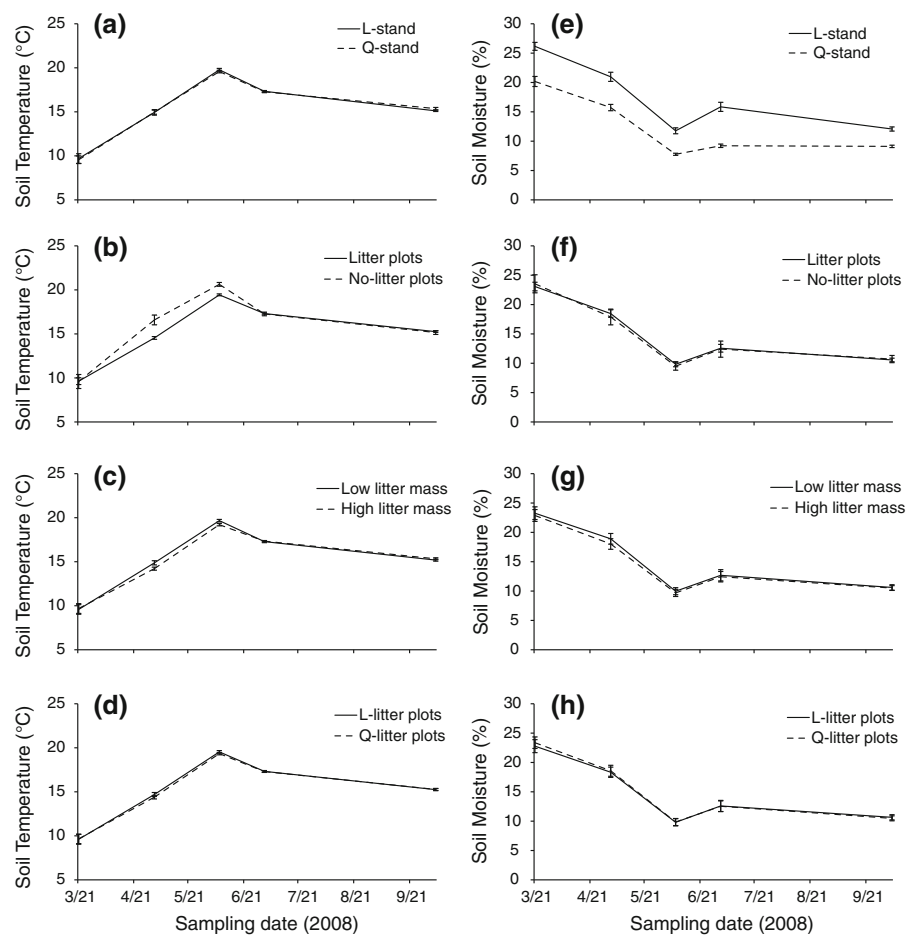 (a)
L-stand
Q-stand
Soil Temperature (°C)
25
20
15
10
5
(e)
L-stand
Q-stand
Soil Moisture (%)
30
25
20
15
10
5
0
(b)
Litter plots
No-litter plots
Soil Temperature (°C)
25
20
15
10
5
(f)
Litter plots
No-litter plots
Soil Moisture (%)
30
25
20
15
10
5
0
(c)
Low litter mass
High litter mass
Soil Temperature (°C)
25
20
15
10
5
(g)
Low litter mass
High litter mass
Soil Moisture (%)
30
25
20
15
10
5
0
(d)
L-litter plots
Q-litter plots
Soil Temperature (°C)
25
20
15
10
5
3/21 4/21 5/21 6/21 7/21 8/21 9/21
Sampling date (2008)
(h)
L-litter plots
Q-litter plots
Soil Moisture (%)
30
25
20
15
10
5
0
3/21 4/21 5/21 6/21 7/21 8/21 9/21
Sampling date (2008)